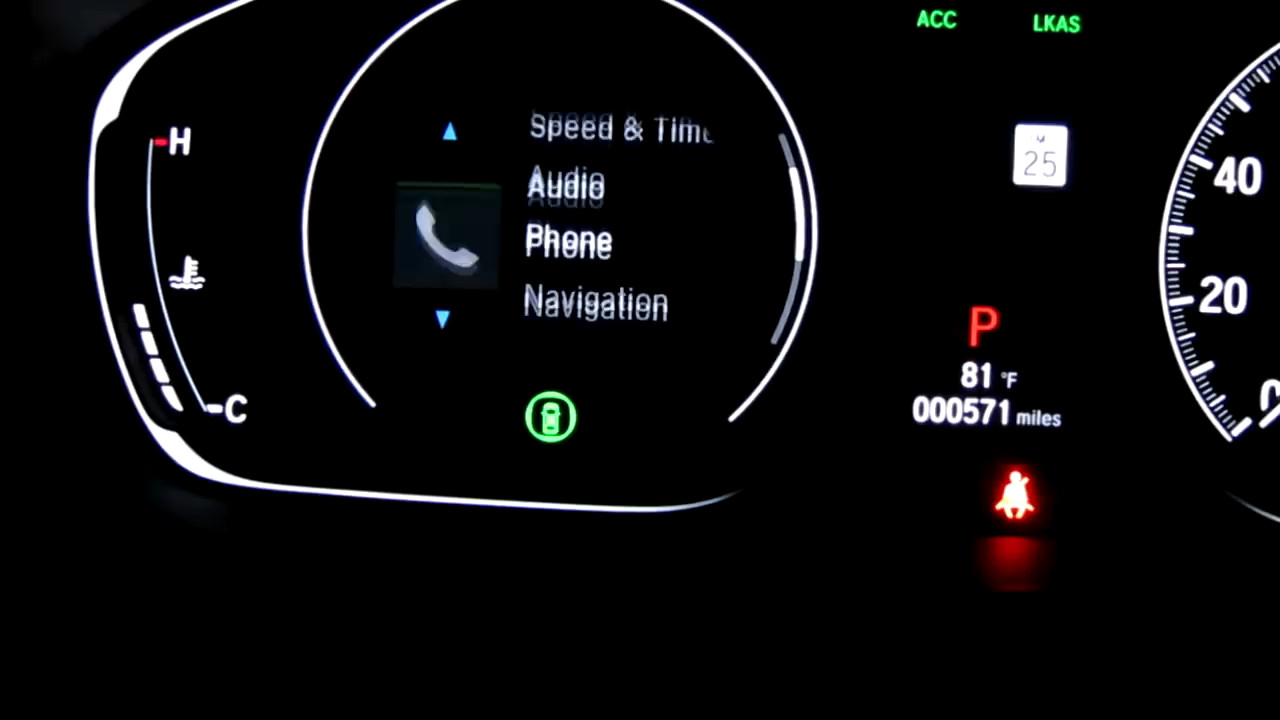 ACC LKAS
Speed & Time
Audio
Phone
Navigation
H
C
25
40
20
P
81 °F
000571 miles